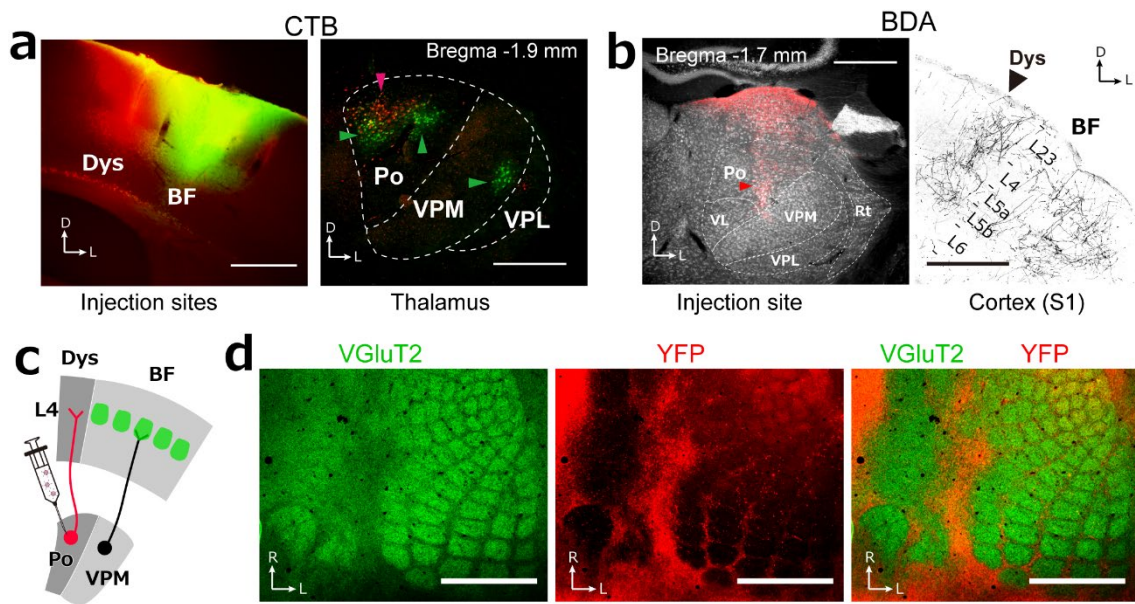 CTB
a
Dys
BF
D
L
Injection sites
Bregma -1.9 mm
Po
VPM
VPL
D
L
Thalamus
BDA
b
Bregma -1.7 mm
Po
VL
VPM
Rt
VPL
D
L
Injection site
Dys
D
L
BF
L23
L4
L5a
L5b
L6
Cortex (S1)
c
Dys
BF
L4
Po
VPM
d
VGluT2
R
L
YFP
R
L
VGluT2 YFP
R
L